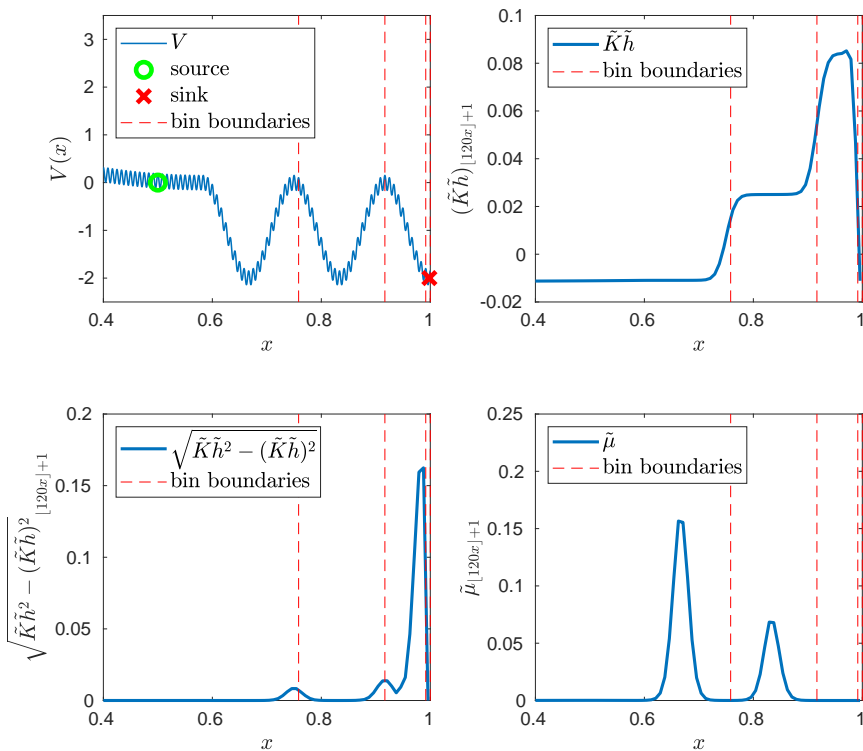 3
2
1
0
-1
-2
0.4
0.6
0.8
1
V(x)
x
V
source
sink
bin boundaries
0.1
0.08
0.06
0.04
0.02
0
-0.02
0.4
0.6
0.8
1
(K̃h̃)⌊120x⌋+1
x
K̃h̃
bin boundaries
0.2
0.15
0.1
0.05
0
0.4
0.6
0.8
1
√(K̃h̃² − (K̃h̃)²)⌊120x⌋+1
x
√(K̃h̃² − (K̃h̃)²)
bin boundaries
0.25
0.2
0.15
0.1
0.05
0
0.4
0.6
0.8
1
μ̃⌊120x⌋+1
x
μ̃
bin boundaries